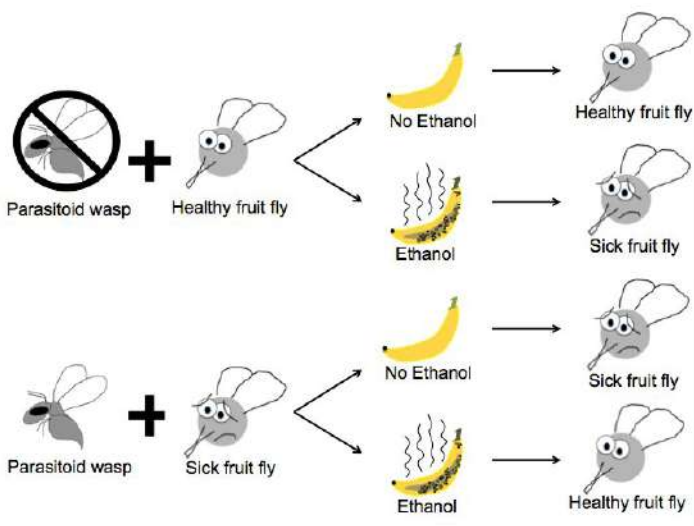 No Ethanol
Healthy fruit fly
Parasitoid wasp
Healthy fruit fly
Ethanol
Sick fruit fly
No Ethanol
Sick fruit fly
Parasitoid wasp
Sick fruit fly
Ethanol
Healthy fruit fly